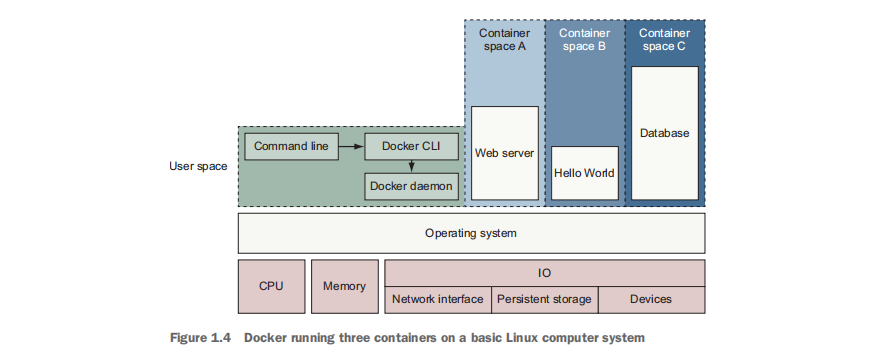 Container
space A
Container
space B
Container
space C
Command line
Docker CLI
Database
Web server
User space
Hello World
Docker daemon
Operating system
CPU
Memory
IO
Network interface
Persistent storage
Devices
Figure 1.4 Docker running three containers on a basic Linux computer system